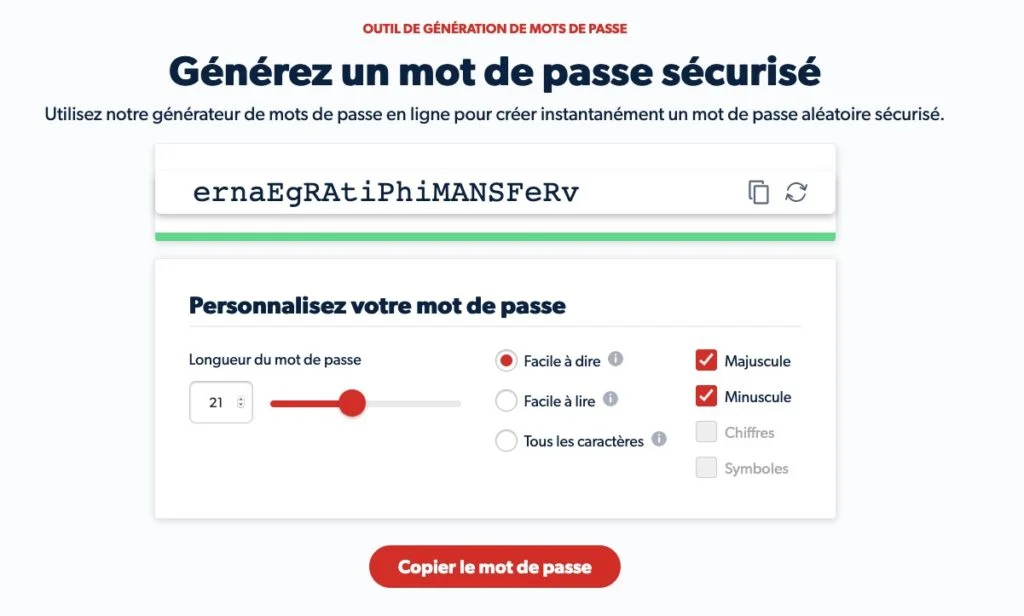 OUTIL DE GÉNÉRATION DE MOTS DE PASSE
Générez un mot de passe sécurisé
Utilisez notre générateur de mots de passe en ligne pour créer instantanément un mot de passe aléatoire sécurisé.
ernaEgRAtiPhiMANSFeRv
Personnalisez votre mot de passe
Longueur du mot de passe
21
Facile à dire
Facile à lire
Tous les caractères
Majuscule
Minuscule
Chiffres
Symboles
Copier le mot de passe